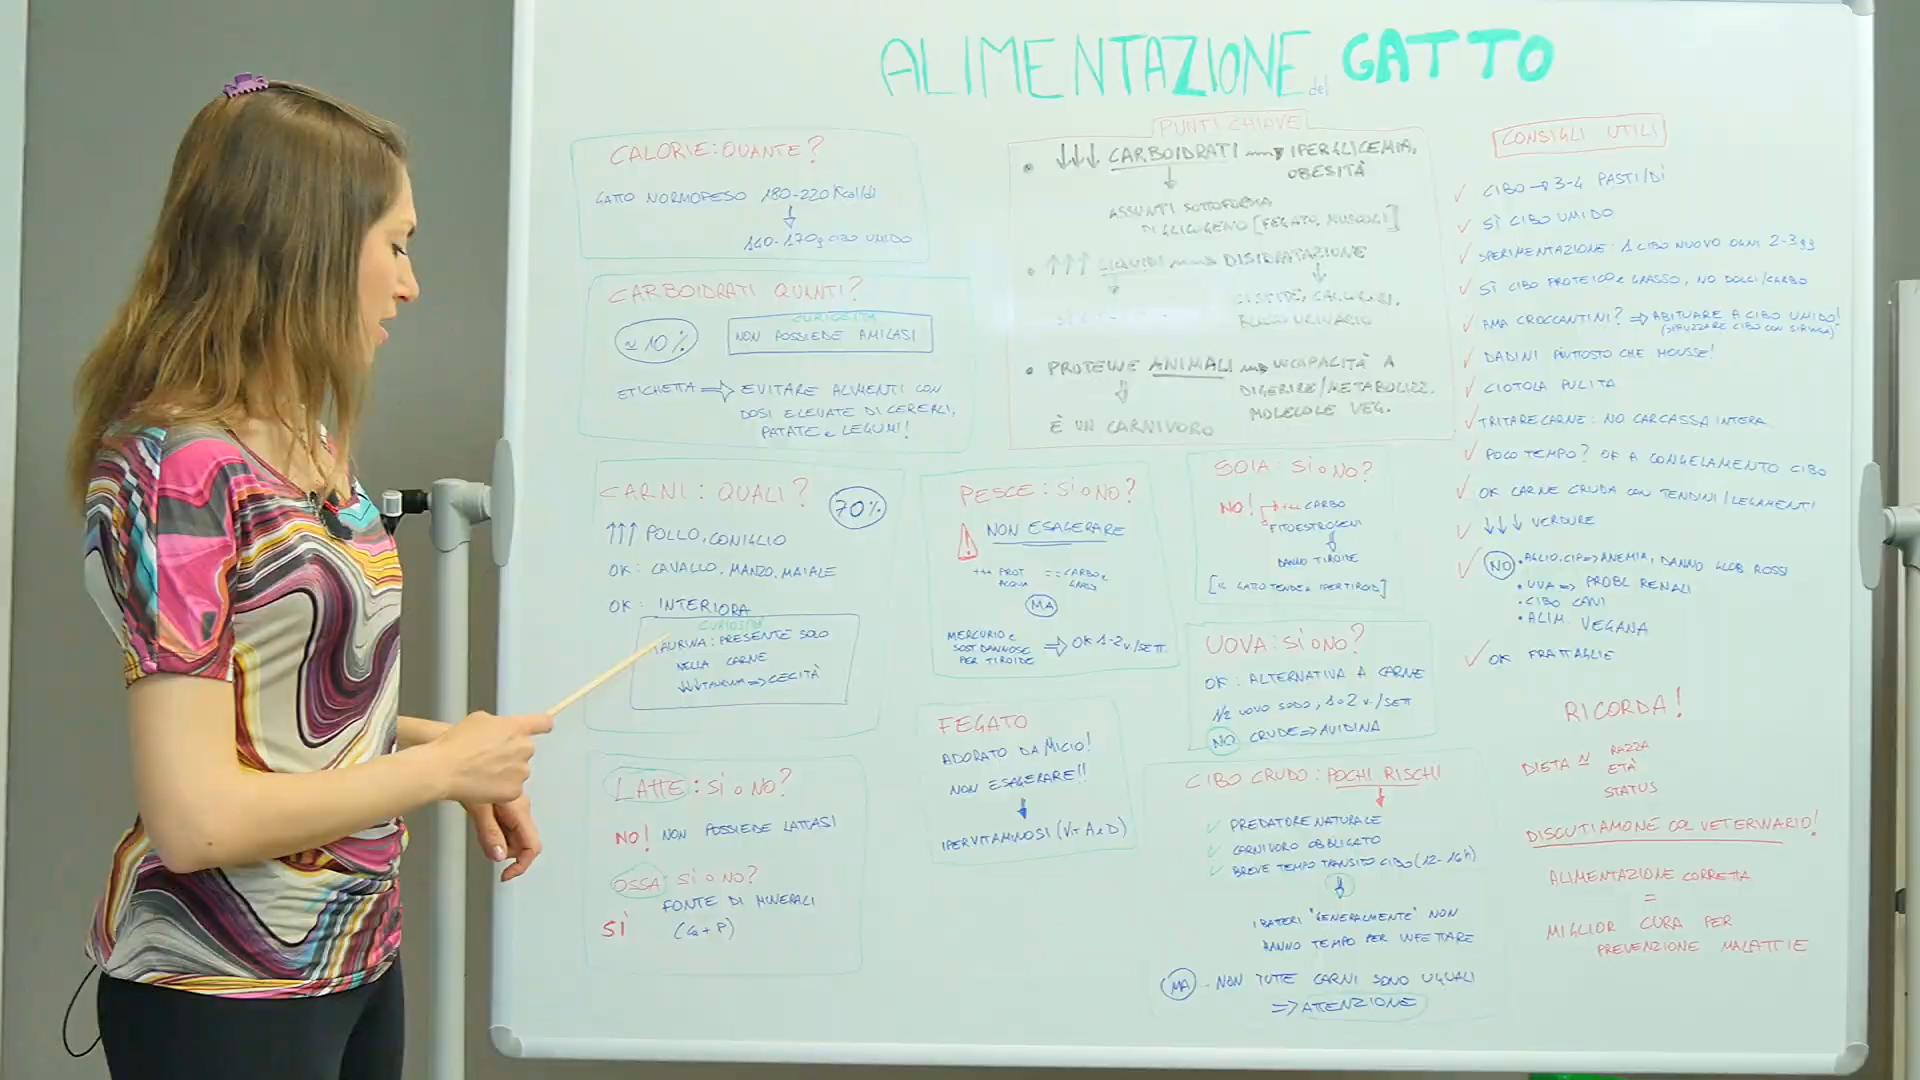 ALIMENTAZIONE del GATTO
CALORIE: QUANTE?
GATTO NORMOPESO 180-220 Kcal/dì
↓
140-170g CIBO UMIDO
CARBOIDRATI QUANTI?
≃ 10%
CURIOSITÀ
NON POSSIEDE AMILASI
ETICHETTA ⇒ EVITARE ALIMENTI CON
DOSI ELEVATE DI CEREALI,
PATATE e LEGUMI!
CARNI: QUALI? 70%
↑↑↑ POLLO, CONIGLIO
OK: CAVALLO, MANZO, MAIALE
OK: INTERIORA
CURIOSITÀ
TAURINA: PRESENTE SOLO
NELLA CARNE
↓↓ TAURINA => CECITÀ
LATTE: SI o NO?
NO! NON POSSIEDE LATTASI
OSSA SI o NO?
SÌ FONTE DI MINERALI
(Ca + P)
PUNTI CHIAVE
• ↓↓↓ CARBOIDRATI → IPERGLICEMIA,
OBESITÀ
↓
ASSUNTI SOTTOFORMA
DI GLICOGENO [FEGATO, MUSCOLI]
• ↑↑↑ LIQUIDI → DISIDRATAZIONE
↓
CISTITE, CALCOLOSI,
BLOCCO URINARIO
• PROTEINE ANIMALI → INCAPACITÀ A
DIGERIRE/METABOLIZZ.
MOLECOLE VEG.
È UN CARNIVORO
PESCE: SI o NO?
NON ESAGERARE
+++ PROT == CARBO e
ACQUA GRASSI
MA
MERCURIO e
SOST. DANNOSE
PER TIROIDE
⇒ OK 1-2 v./SETT.
FEGATO
ADORATO DA MICIO!
NON ESAGERARE!!
↓
IPERVITAMINOSI (Vit A e D)
SOIA: SI o NO?
NO! +++ CARBO
FITOESTROGENI
↓
DANNO TIROIDE
[IL GATTO TENDE A IPERTIROID]
UOVA: SI o NO?
OK: ALTERNATIVA A CARNE
1/2 UOVO SODO, 1 o 2 v./SETT
NO CRUDE => AVIDINA
CIBO CRUDO: POCHI RISCHI
✓ PREDATORE NATURALE
✓ CARNIVORO OBBLIGATO
✓ BREVE TEMPO TRANSITO CIBO (12-16h)
⇓
I BATTERI "GENERALMENTE" NON
HANNO TEMPO PER INFETTARE
MA - NON TUTTE CARNI SONO UGUALI
=> ATTENZIONE
CONSIGLI UTILI
✓ CIBO → 3-4 PASTI/DÌ
✓ SÌ CIBO UMIDO
✓ SPERIMENTAZIONE: 1 CIBO NUOVO OGNI 2-3gg
✓ SÌ CIBO PROTEICO e GRASSO, NO DOLCI/CARBO
✓ AMA CROCCANTINI? ⇒ ABITUARE A CIBO UMIDO!
(SPRUZZARE CIBO CON SIRINGA)
✓ DADINI PIUTTOSTO CHE MOUSSE!
✓ CIOTOLA PULITA
✓ TRITARE CARNE: NO CARCASSA INTERA
✓ POCO TEMPO? OK A CONGELAMENTO CIBO
✓ OK CARNE CRUDA CON TENDINI/LEGAMENTI
✓ ↓↓↓ VERDURE
✓ NO • AGLIO, CIP => ANEMIA, DANNO GLOB ROSSI
• UVA => PROBL RENALI
• CIBO CANI
• ALIM. VEGANA
✓ OK FRATTAGLIE
RICORDA!
DIETA RAZZA
ETÀ
STATUS
DISCUTIAMONE COL VETERINARIO!
ALIMENTAZIONE CORRETTA
=
MIGLIOR CURA PER
PREVENZIONE MALATTIE